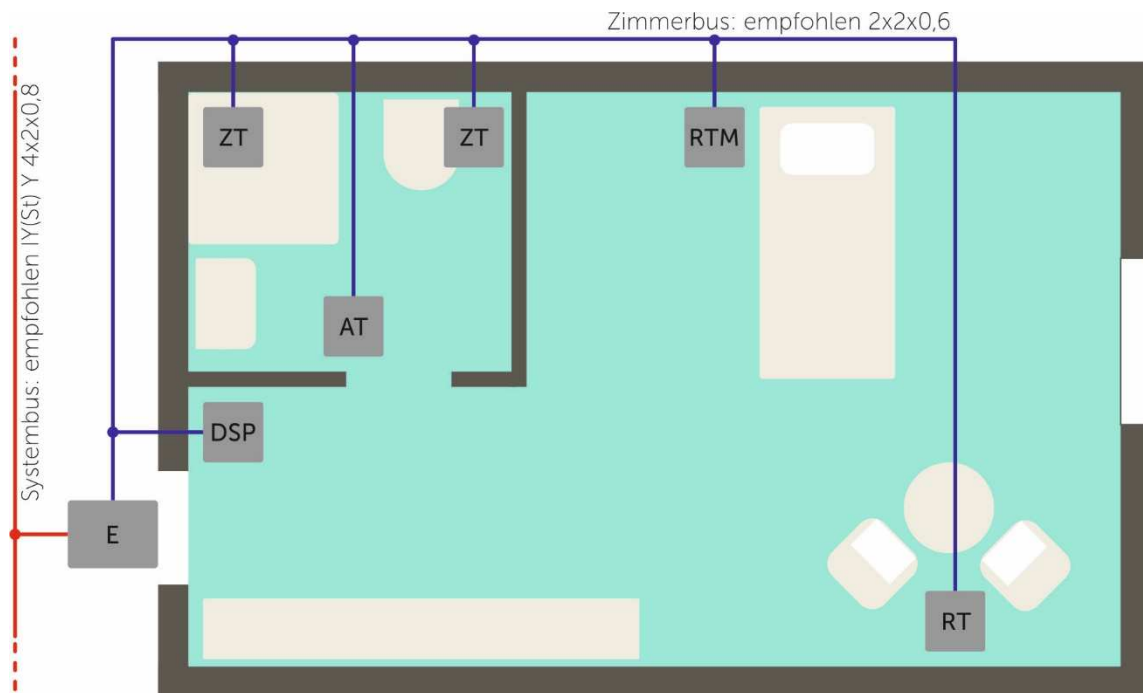 Zimmerbus: empfohlen 2x2x0,6
Systembus: empfohlen IY(St) Y 4x2x0,8
ZT
ZT
RTM
AT
DSP
E
RT